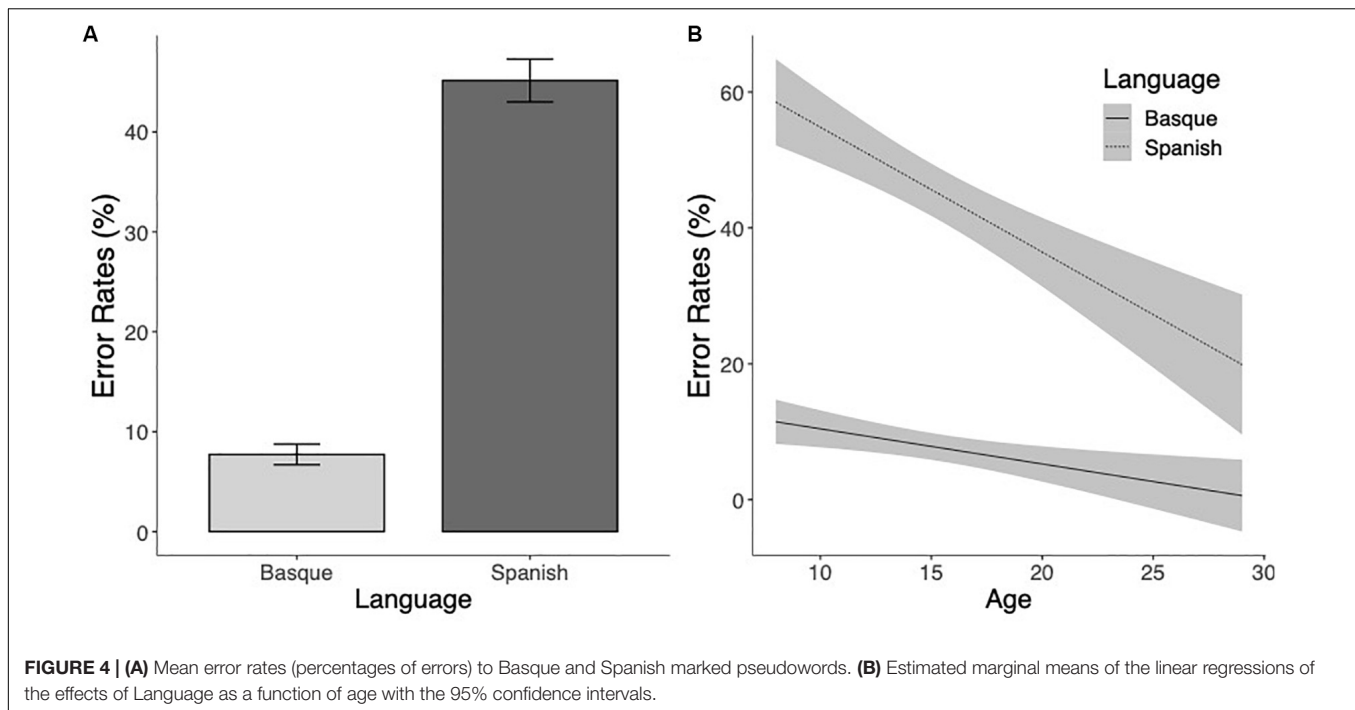 A
Error Rates (%)
40
30
20
10
0
Basque
Spanish
Language
B
Error Rates (%)
60
40
20
0
10
15
20
25
30
Age
Language
Basque
Spanish
FIGURE 4 | (A) Mean error rates (percentages of errors) to Basque and Spanish marked pseudowords. (B) Estimated marginal means of the linear regressions of
the effects of Language as a function of age with the 95% confidence intervals.